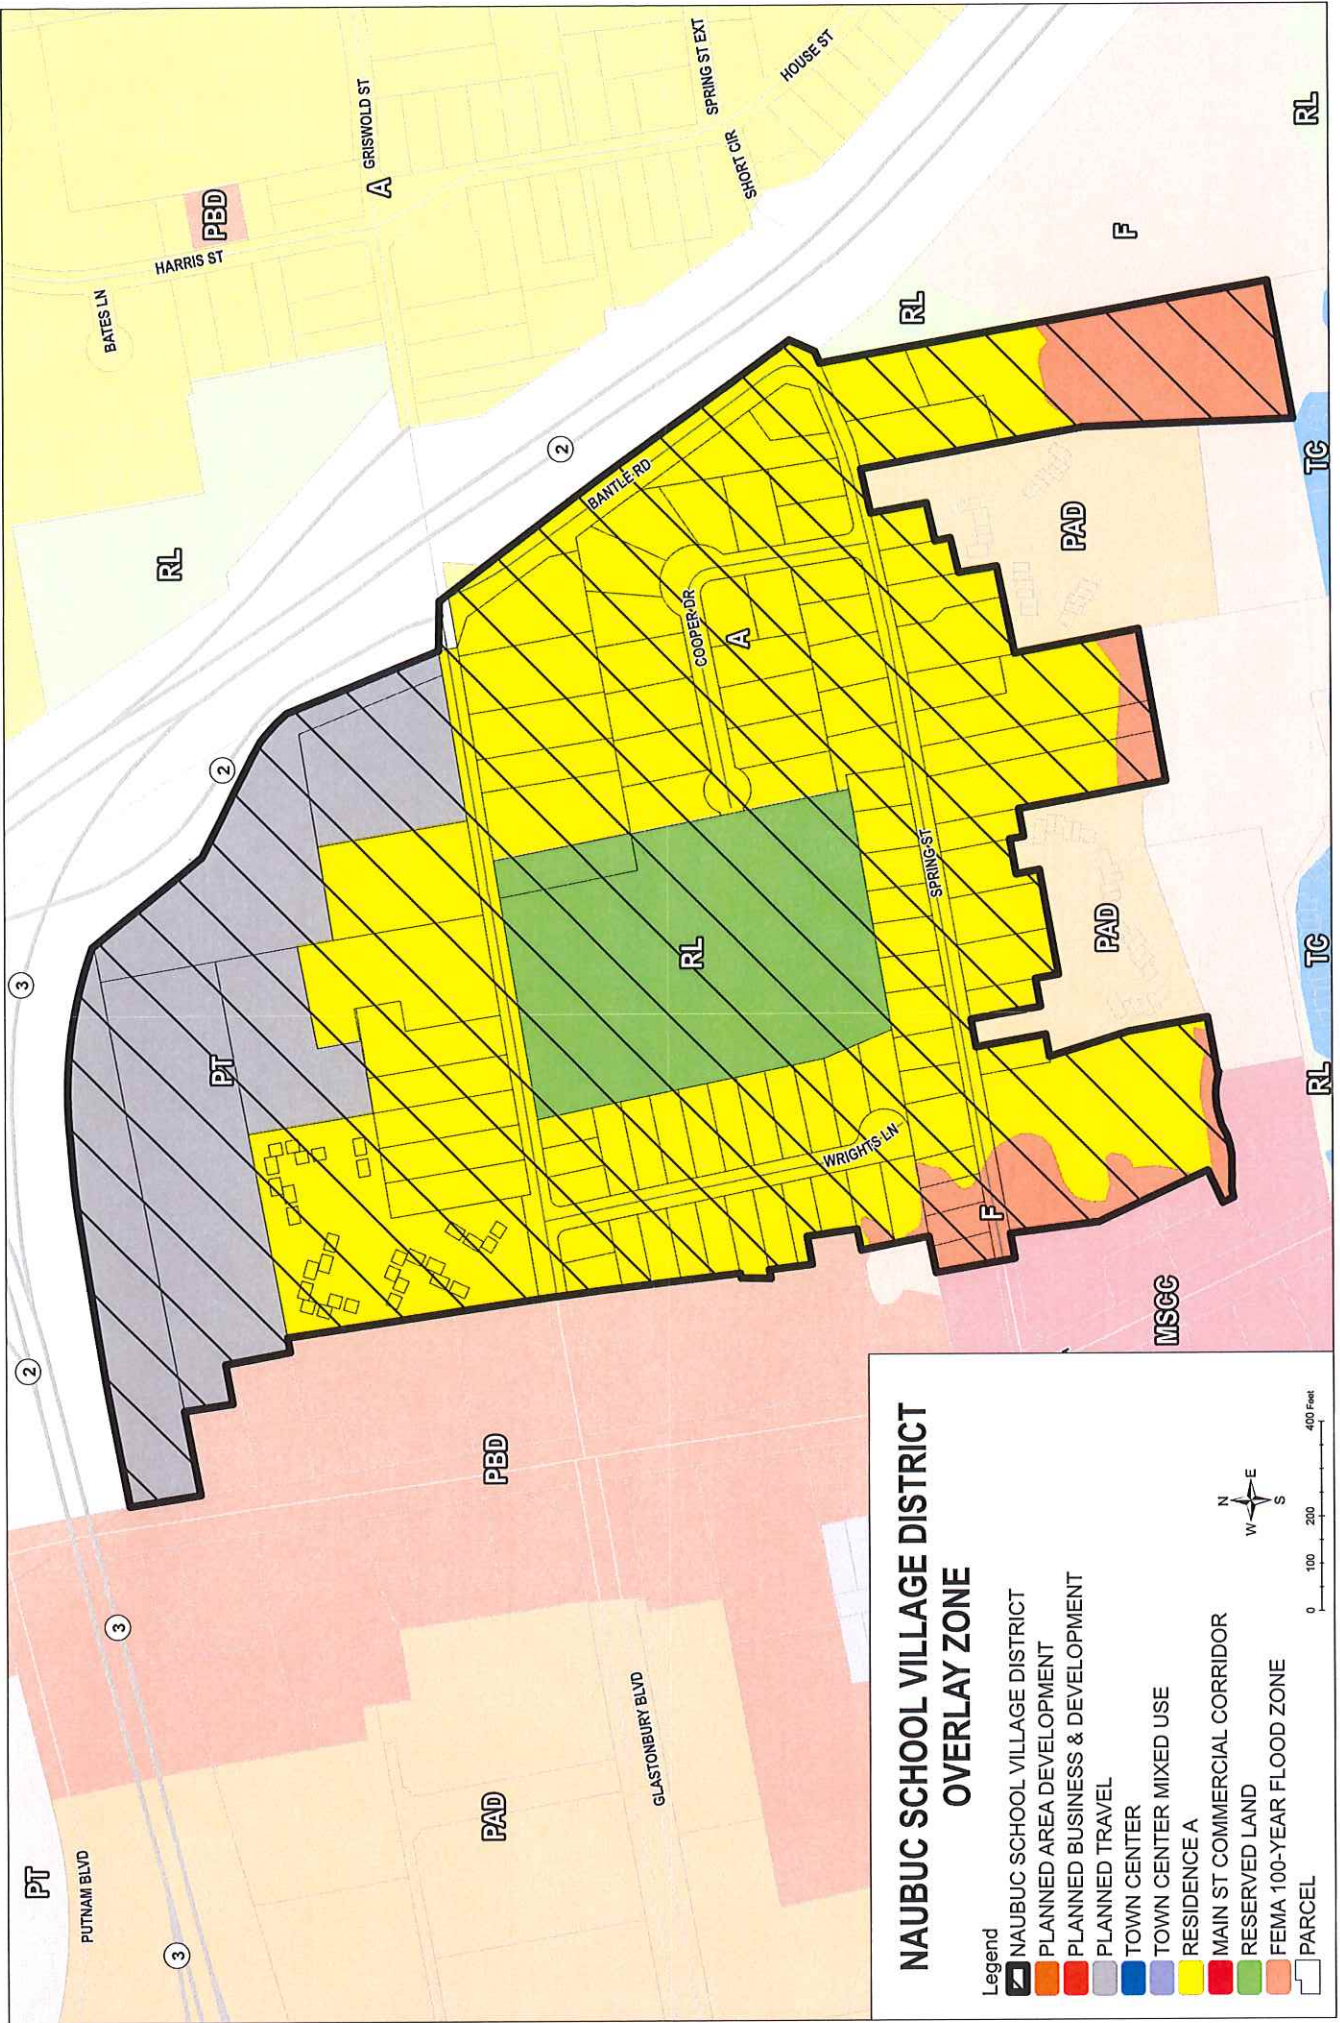 NAUBUC SCHOOL VILLAGE DISTRICT
OVERLAY ZONE
Legend
NAUBUC SCHOOL VILLAGE DISTRICT
PLANNED AREA DEVELOPMENT
PLANNED BUSINESS & DEVELOPMENT
PLANNED TRAVEL
TOWN CENTER
TOWN CENTER MIXED USE
RESIDENCE A
MAIN ST COMMERCIAL CORRIDOR
RESERVED LAND
FEMA 100-YEAR FLOOD ZONE
PARCEL
N
W E
S
0 100 200 400 Feet
PT
PUTNAM BLVD
3
3
2
3
2
2
PAD
GLASTONBURY BLVD
PBD
PT
RL
BATES LN
HARRIS ST
PBD
A
GRISWOLD ST
SPRING ST EXT
HOUSE ST
SHORT CIR
BANTLE RD
COOPER DR
A
RL
WRIGHTS LN
SPRING ST
F
MSCC
PAD
PAD
RL
F
RL
TC
TC
RL